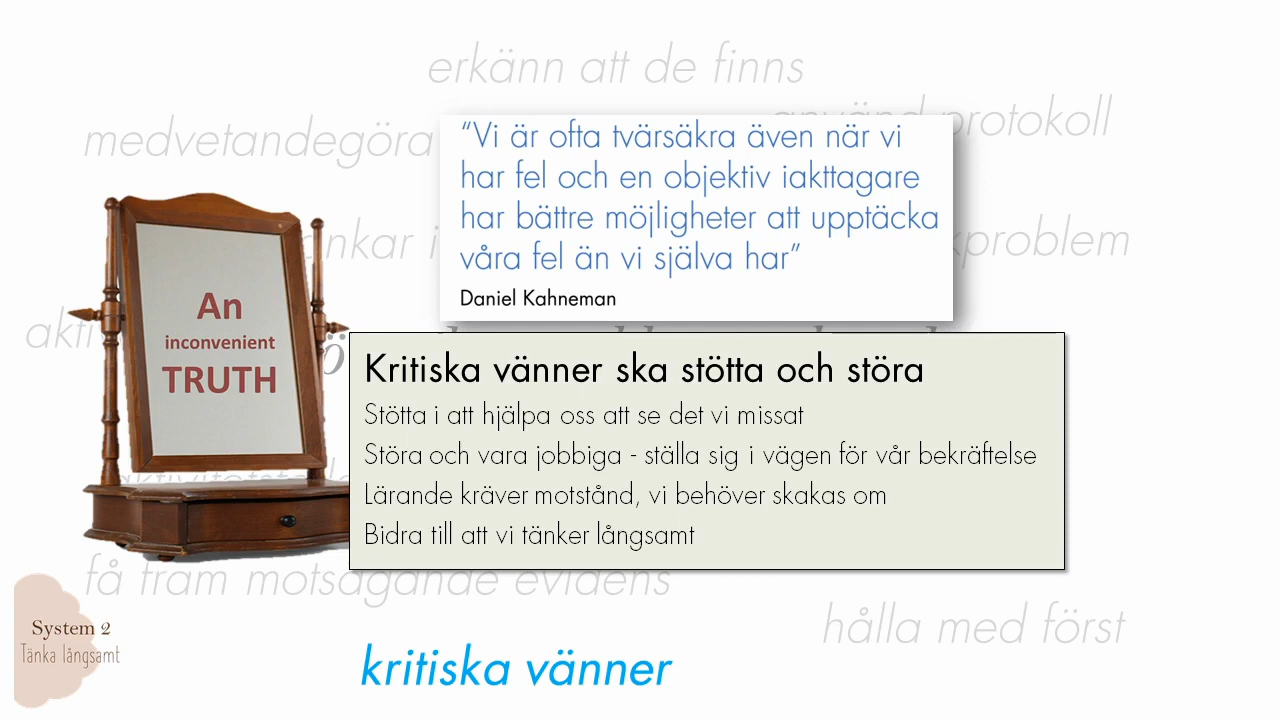 erkänn att de finns
protokoll
medvetandegöra
"Vi är ofta tvärsäkra även när vi
har fel och en objektiv iakttagare
har bättre möjligheter att upptäcka
våra fel än vi själva har"
Daniel Kahneman
An
inconvenient
TRUTH
Kritiska vänner ska stötta och störa
Stötta i att hjälpa oss att se det vi missat
Störa och vara jobbiga - ställa sig i vägen för vår bekräftelse
Lärande kräver motstånd, vi behöver skakas om
Bidra till att vi tänker långsamt
få fram motsägande evidens
hålla med först
System 2
Tänka långsamt
kritiska vänner